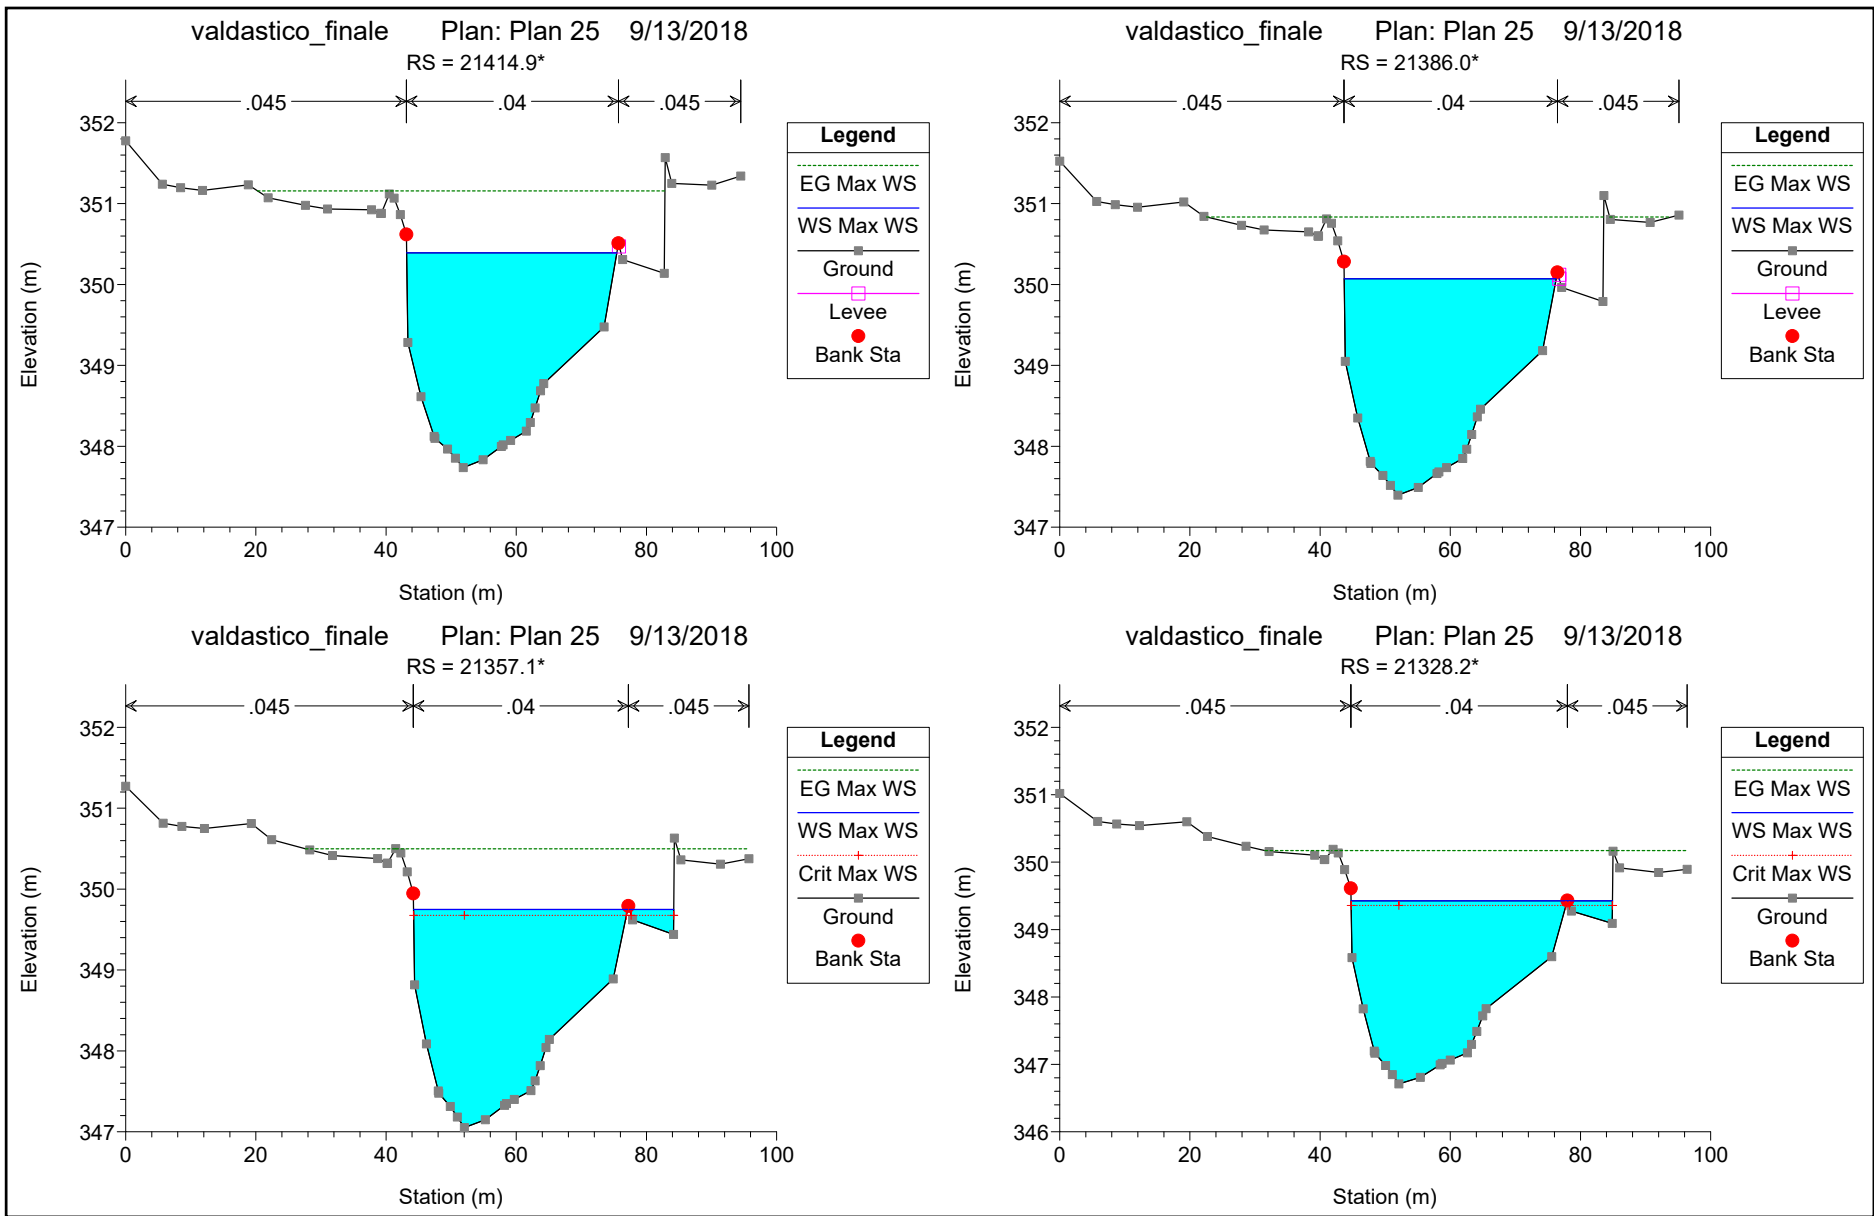 valdastico_finale Plan: Plan 25 9/13/2018
RS = 21414.9*
.045 .04 .045
352
351
350
349
348
347
0 20 40 60 80 100
Station (m)
Elevation (m)
Legend
EG Max WS
WS Max WS
Ground
Levee
Bank Sta
valdastico_finale Plan: Plan 25 9/13/2018
RS = 21386.0*
.045 .04 .045
352
351
350
349
348
347
0 20 40 60 80 100
Station (m)
Elevation (m)
Legend
EG Max WS
WS Max WS
Ground
Levee
Bank Sta
valdastico_finale Plan: Plan 25 9/13/2018
RS = 21357.1*
.045 .04 .045
352
351
350
349
348
347
0 20 40 60 80 100
Station (m)
Elevation (m)
Legend
EG Max WS
WS Max WS
Crit Max WS
Ground
Bank Sta
valdastico_finale Plan: Plan 25 9/13/2018
RS = 21328.2*
.045 .04 .045
352
351
350
349
348
347
346
0 20 40 60 80 100
Station (m)
Elevation (m)
Legend
EG Max WS
WS Max WS
Crit Max WS
Ground
Bank Sta